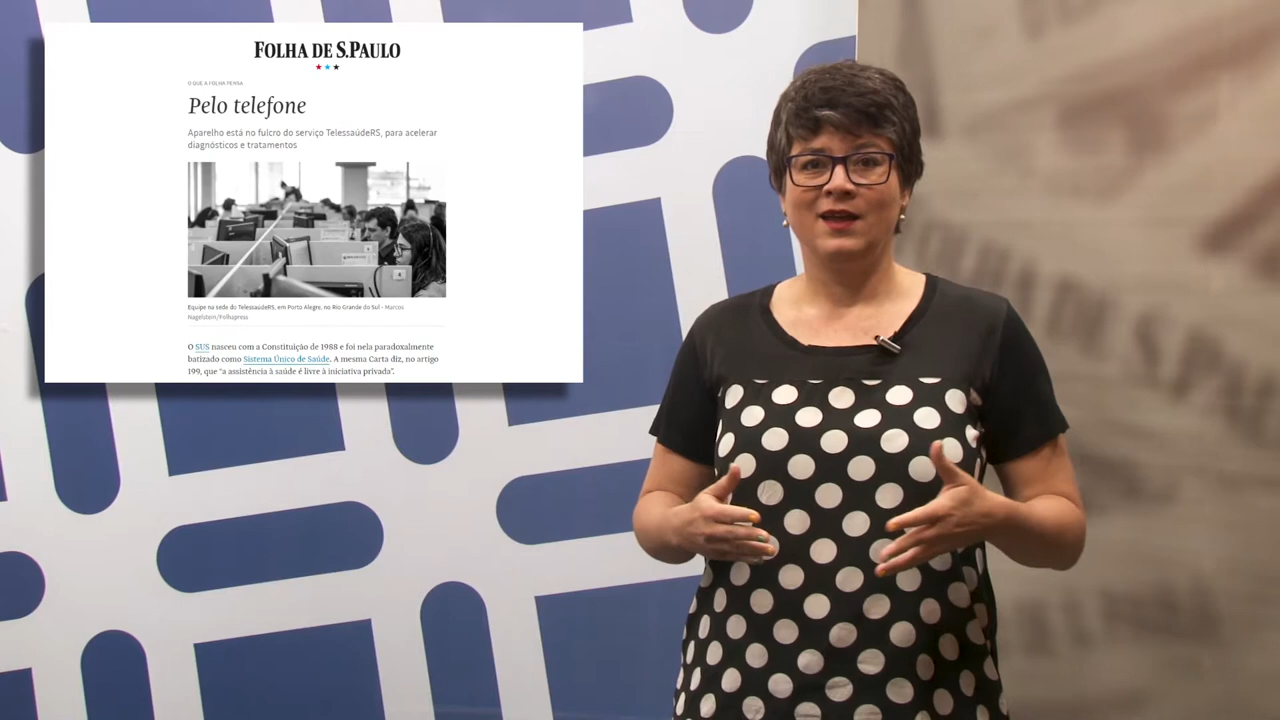 FOLHA DE S.PAULO
O QUE A FOLHA PENSA
Pelo telefone
Aparelho está no fulcro do serviço TelessaúdeRS, para acelerar
diagnósticos e tratamentos
Equipe na sede do TelessaúdeRS, em Porto Alegre, no Rio Grande do Sul - Marcos
Nagelstein/Folhapress
O SUS nasceu com a Constituição de 1988 e foi nela paradoxalmente
batizado como Sistema Único de Saúde. A mesma Carta diz, no artigo
199, que “a assistência à saúde é livre à iniciativa privada”.